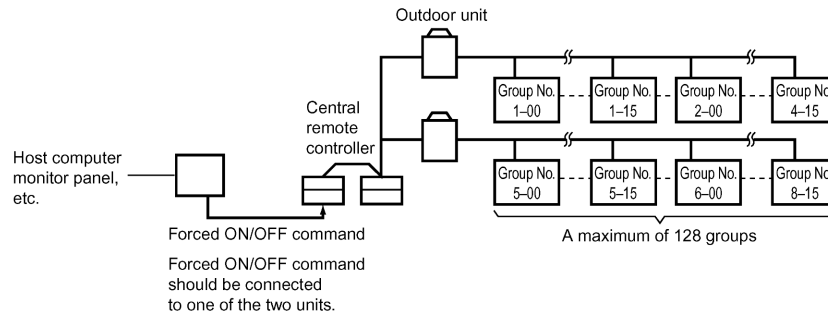 Outdoor unit
Group No.
1–00
Group No.
1–15
Group No.
2–00
Group No.
4–15
Central
remote
controller
Host computer
monitor panel,
etc.
Group No.
5–00
Group No.
5–15
Group No.
6–00
Group No.
8–15
Forced ON/OFF command
A maximum of 128 groups
Forced ON/OFF command
should be connected
to one of the two units.